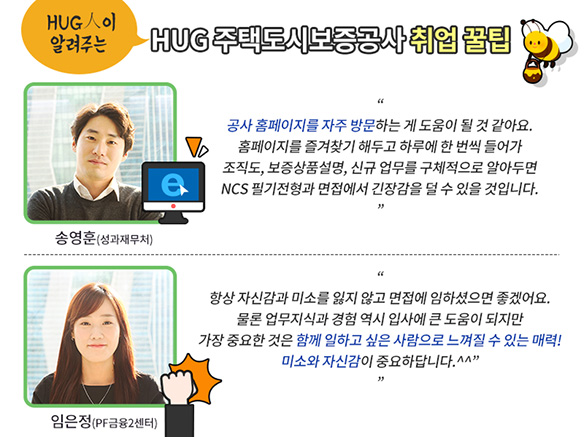 HUG人이
알려주는
HUG 주택도시보증공사 취업 꿀팁
“
공사 홈페이지를 자주 방문하는 게 도움이 될 것 같아요.
홈페이지를 즐겨찾기 해두고 하루에 한 번씩 들어가
조직도, 보증상품설명, 신규 업무를 구체적으로 알아두면
NCS 필기전형과 면접에서 긴장감을 덜 수 있을 것입니다.
”
e
송영훈(성과재무처)
“
항상 자신감과 미소를 잃지 않고 면접에 임하셨으면 좋겠어요.
물론 업무지식과 경험 역시 입사에 큰 도움이 되지만
가장 중요한 것은 함께 일하고 싶은 사람으로 느껴질 수 있는 매력!
미소와 자신감이 중요하답니다.^^”
”
임은정(PF금융2센터)